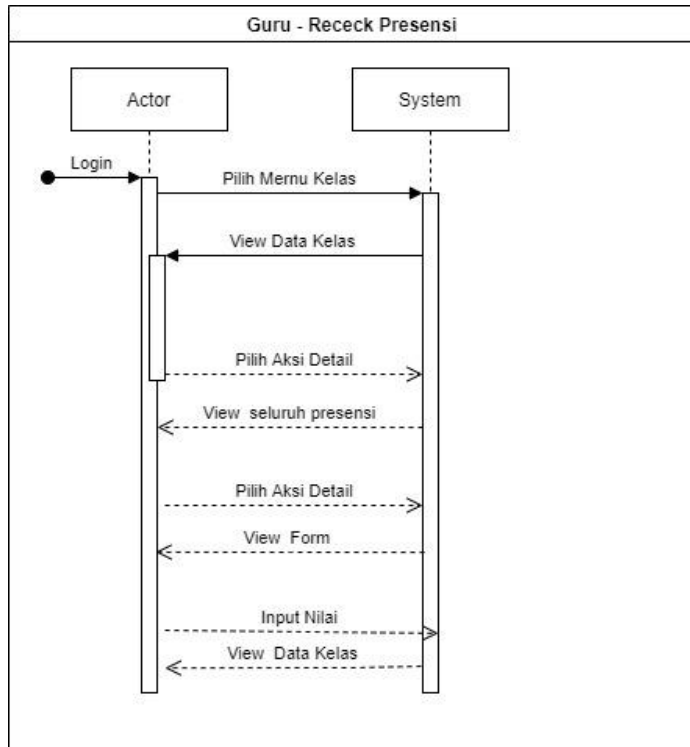 Guru - Receck Presensi
Actor
System
Login
Pilih Mernu Kelas
View Data Kelas
Pilih Aksi Detail
View seluruh presensi
Pilih Aksi Detail
View Form
Input Nilai
View Data Kelas